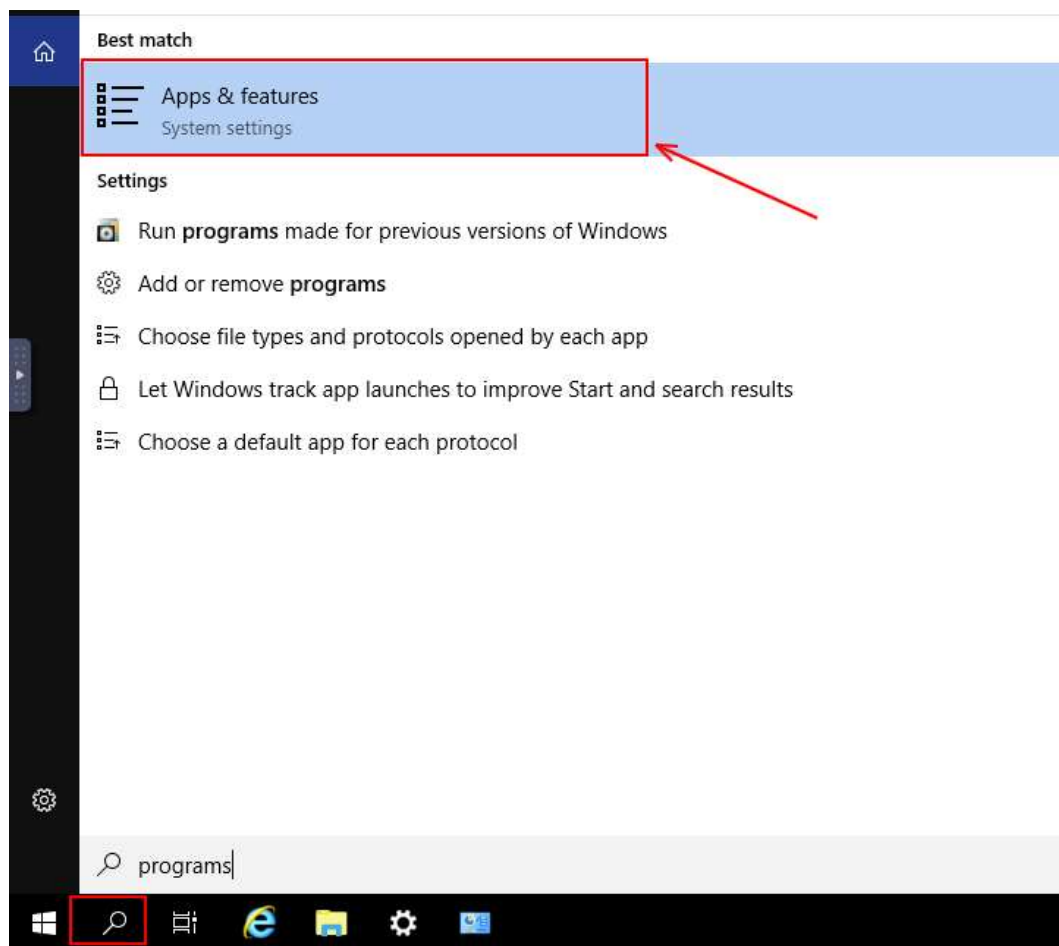 Best match
Apps & features
System settings
Settings
Run programs made for previous versions of Windows
Add or remove programs
Choose file types and protocols opened by each app
Let Windows track app launches to improve Start and search results
Choose a default app for each protocol
programs